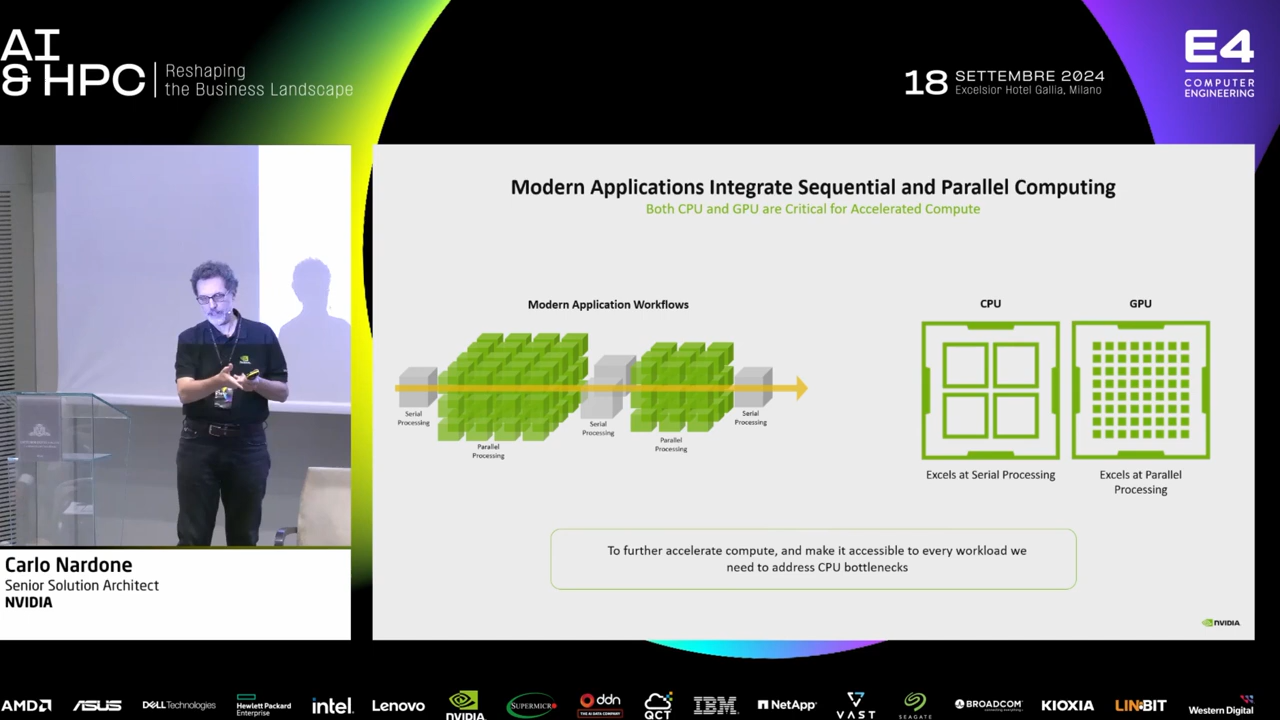 AI
& HPC
Reshaping
the Business Landscape
18 SETTEMBRE 2024
Excelsior Hotel Gallia, Milano
E4
COMPUTER
ENGINEERING
Modern Applications Integrate Sequential and Parallel Computing
Both CPU and GPU are Critical for Accelerated Compute
Modern Application Workflows
Serial
Processing
Parallel
Processing
Serial
Processing
Parallel
Processing
Serial
Processing
CPU
GPU
Excels at Serial Processing
Excels at Parallel
Processing
To further accelerate compute, and make it accessible to every workload we
need to address CPU bottlenecks
NVIDIA
Carlo Nardone
Senior Solution Architect
NVIDIA
AMD
ASUS
DELLTechnologies
Hewlett Packard
Enterprise
intel
Lenovo
NVIDIA
SUPERMICRO
ddn
THE AI DATA COMPANY
QCT
IBM
NetApp
VAST
SEAGATE
BROADCOM
KIOXIA
LINBIT
Western Digital